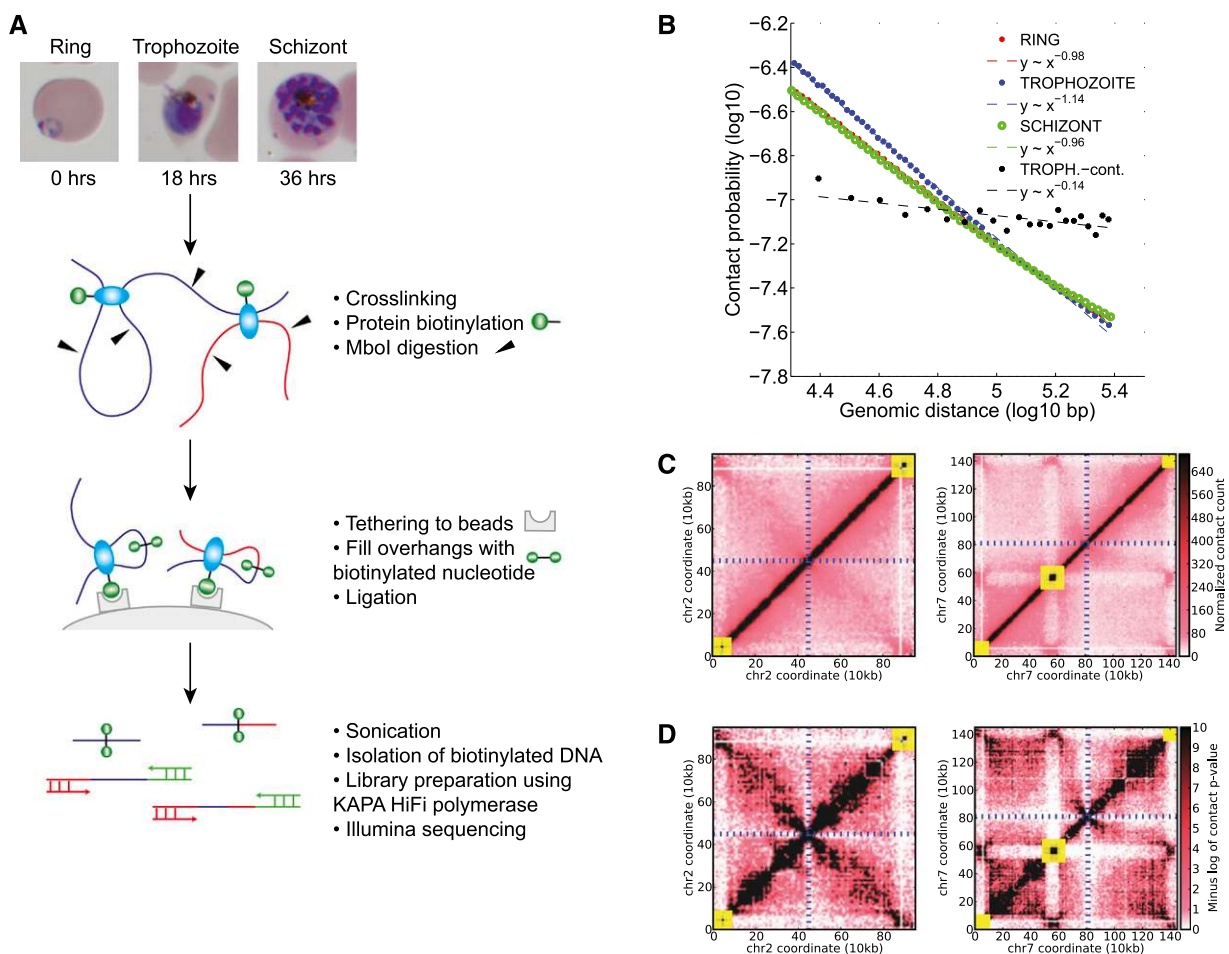 A
Ring
Trophozoite
Schizont
0 hrs
18 hrs
36 hrs
• Crosslinking
• Protein biotinylation
• MboI digestion
• Tethering to beads
• Fill overhangs with
biotinylated nucleotide
• Ligation
• Sonication
• Isolation of biotinylated DNA
• Library preparation using
KAPA HiFi polymerase
• Illumina sequencing
B
−6.2
−6.4
−6.6
−6.8
−7
−7.2
−7.4
−7.6
−7.8
Contact probability (log10)
4.4
4.6
4.8
5
5.2
5.4
Genomic distance (log10 bp)
RING
y ~ x−0.98
TROPHOZOITE
y ~ x−1.14
SCHIZONT
y ~ x−0.96
TROPH.−cont.
y ~ x−0.14
C
chr2 coordinate (10kb)
80
60
40
20
0
0
20
40
60
80
chr2 coordinate (10kb)
chr7 coordinate (10kb)
140
120
100
80
60
40
20
0
0
20
40
60
80
100
120
140
chr7 coordinate (10kb)
640
560
480
400
320
240
160
80
0
Normalized contact count
D
chr2 coordinate (10kb)
80
60
40
20
0
0
20
40
60
80
chr2 coordinate (10kb)
chr7 coordinate (10kb)
140
120
100
80
60
40
20
0
0
20
40
60
80
100
120
140
chr7 coordinate (10kb)
10
9
8
7
6
5
4
3
2
1
0
Minus log of contact p-value